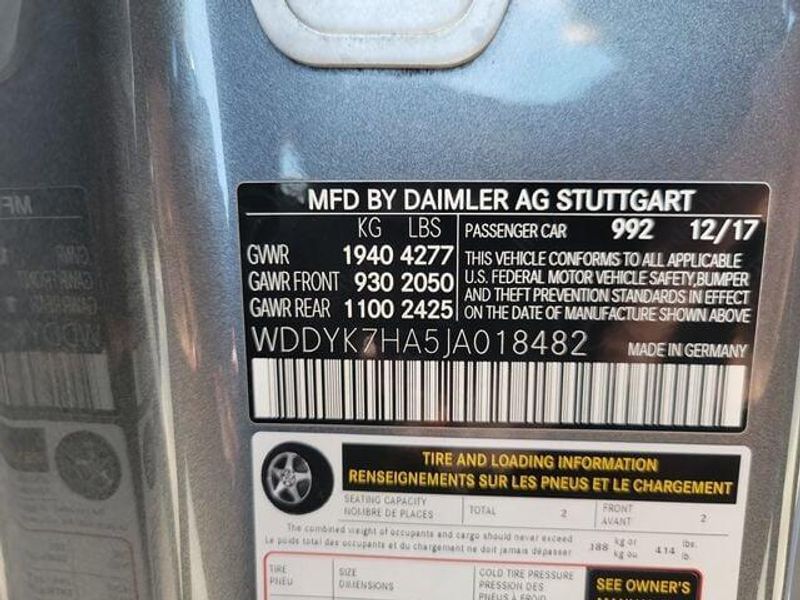 MFD BY DAIMLER AG STUTTGART
KG LBS
GVWR 1940 4277
GAWR FRONT 930 2050
GAWR REAR 1100 2425
PASSENGER CAR 992 12/17
THIS VEHICLE CONFORMS TO ALL APPLICABLE
U.S. FEDERAL MOTOR VEHICLE SAFETY, BUMPER
AND THEFT PREVENTION STANDARDS IN EFFECT
ON THE DATE OF MANUFACTURE SHOWN ABOVE
WDDYK7HA5JA018482 MADE IN GERMANY
TIRE AND LOADING INFORMATION
RENSEIGNEMENTS SUR LES PNEUS ET LE CHARGEMENT
SEATING CAPACITY
NOMBRE DE PLACES
TOTAL 2
FRONT
AVANT 2
The combined weight of occupants and cargo should never exceed
Le poids total des occupants et du chargement ne doit jamais dépasser
188 kg or
kg ou
414 lbs.
lb.
TIRE
PNEU
SIZE
DIMENSIONS
COLD TIRE PRESSURE
PRESSION DES
PNEUS À FROID
SEE OWNER'S